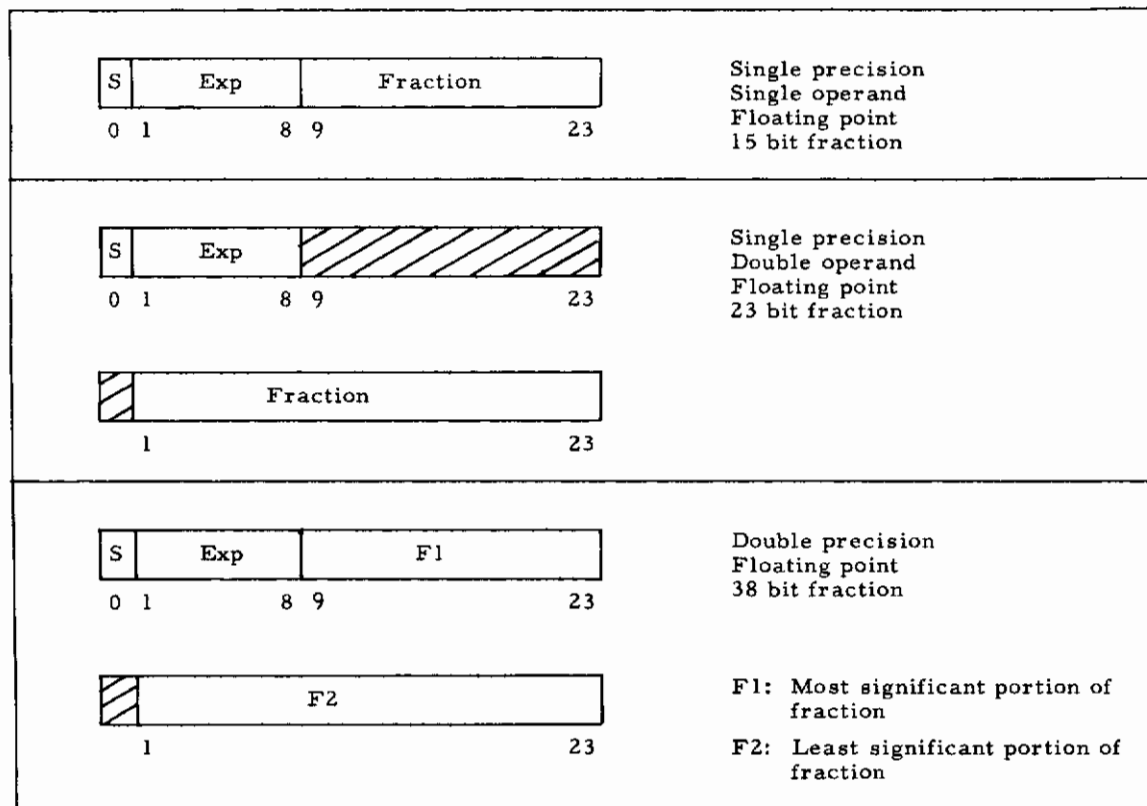 S Exp Fraction
0 1 8 9 23
Single precision
Single operand
Floating point
15 bit fraction
S Exp
0 1 8 9 23
Fraction
1 23
Single precision
Double operand
Floating point
23 bit fraction
S Exp F1
0 1 8 9 23
F2
1 23
Double precision
Floating point
38 bit fraction
F1: Most significant portion of
fraction
F2: Least significant portion of
fraction